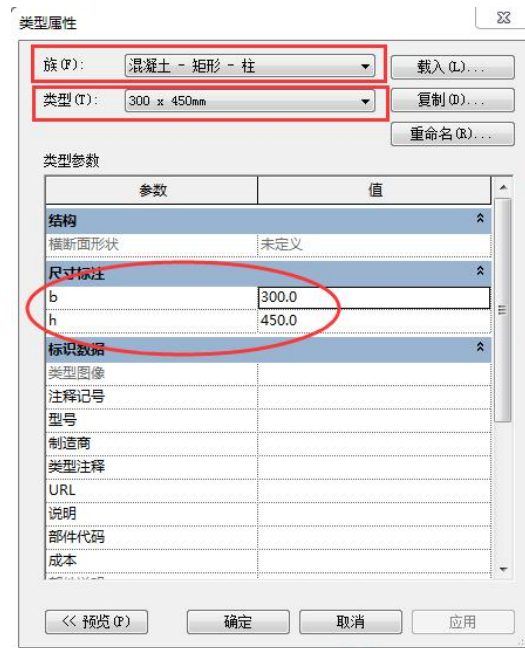 类型属性
族(F): 混凝土 - 矩形 - 柱 载入(L)...
类型(T): 300 x 450mm 复制(D)...
重命名(R)...
类型参数
参数 值
结构
横断面形状 未定义
尺寸标注
b 300.0
h 450.0
标识数据
类型图像
注释记号
型号
制造商
类型注释
URL
说明
部件代码
成本
<< 预览(P) 确定 取消 应用